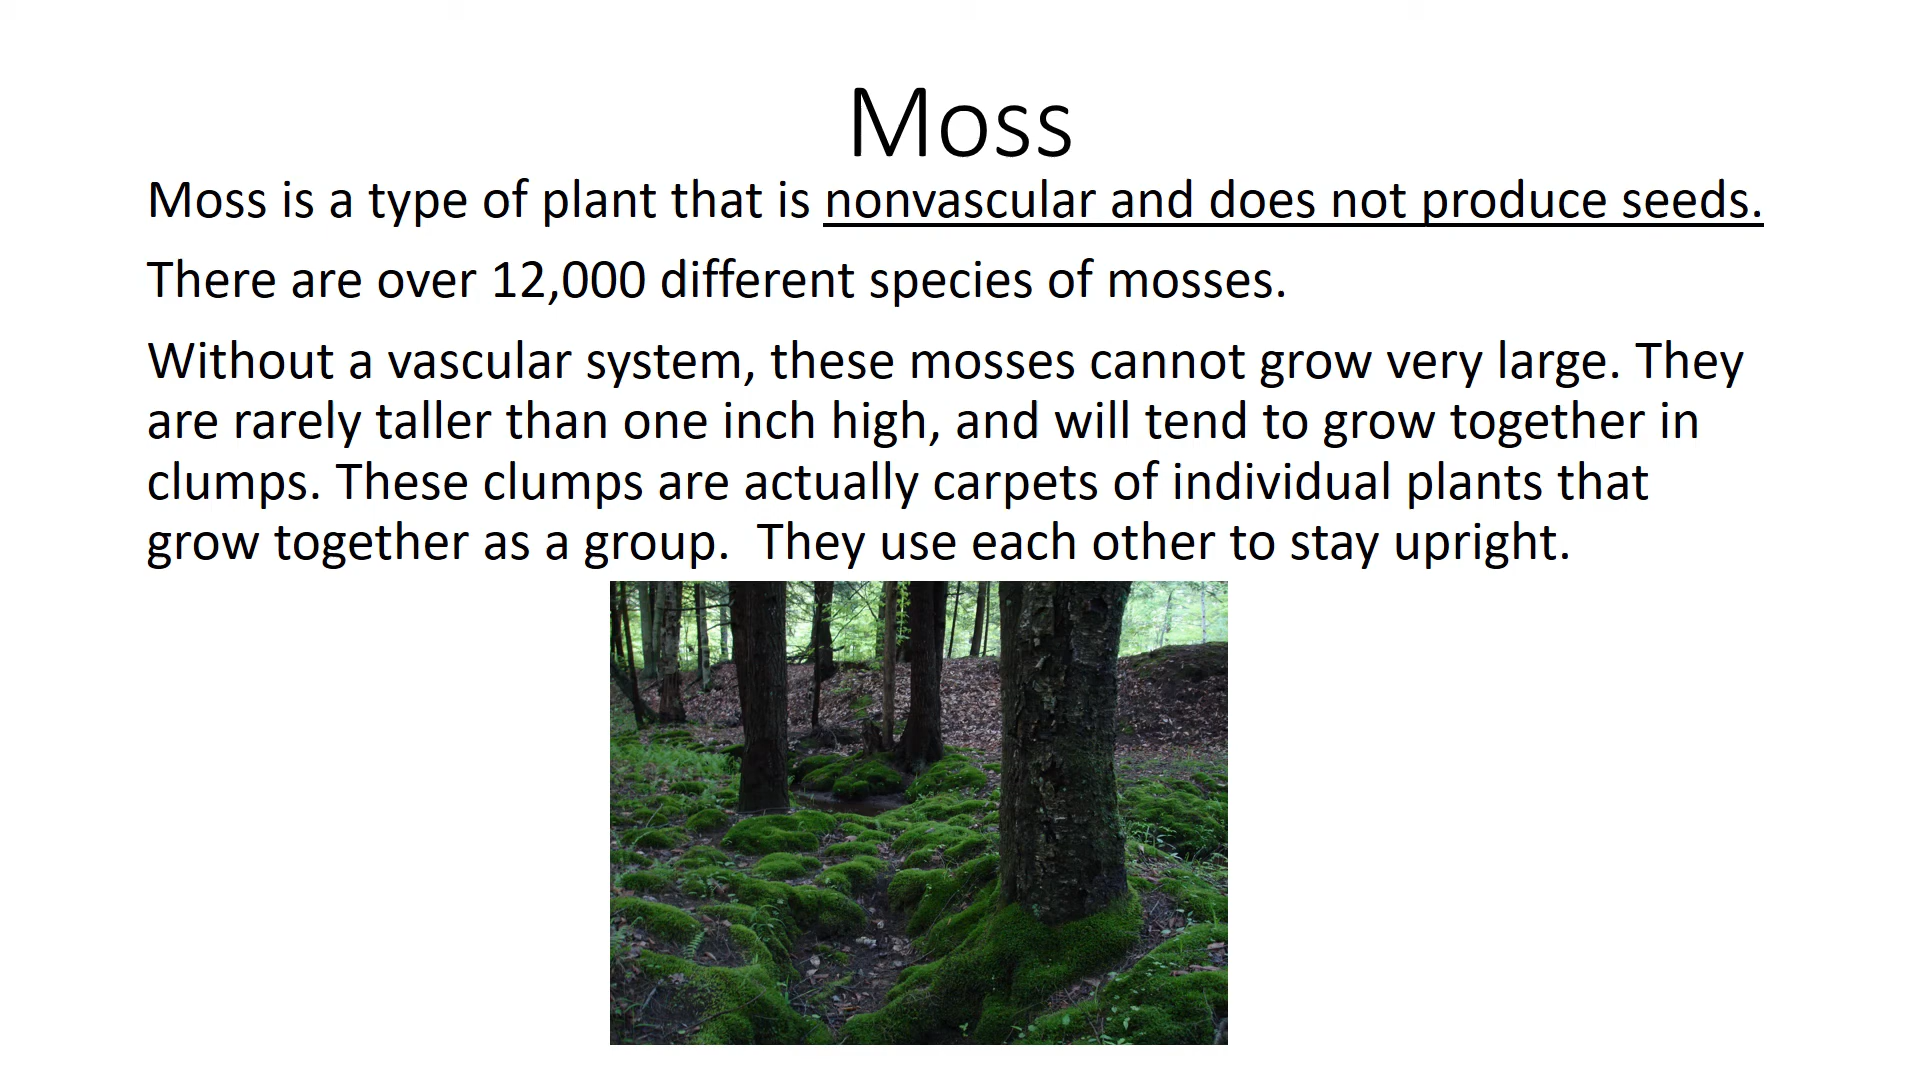 Moss
Moss is a type of plant that is nonvascular and does not produce seeds.
There are over 12,000 different species of mosses.
Without a vascular system, these mosses cannot grow very large. They
are rarely taller than one inch high, and will tend to grow together in
clumps. These clumps are actually carpets of individual plants that
grow together as a group.  They use each other to stay upright.